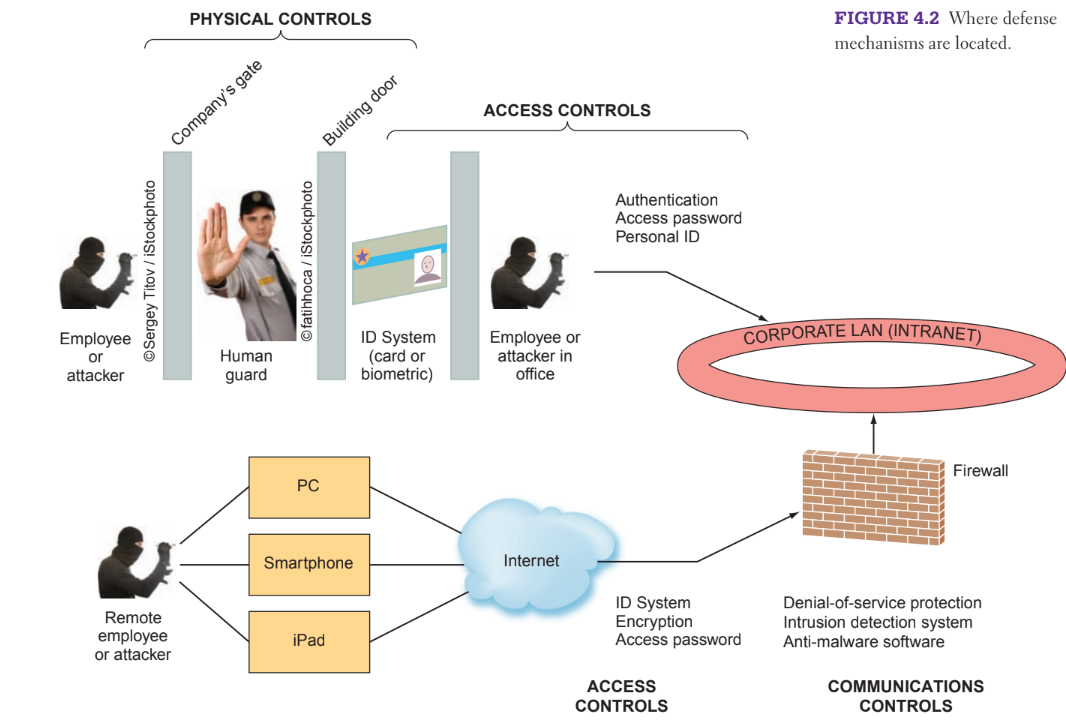 PHYSICAL CONTROLS
FIGURE 4.2 Where defense
mechanisms are located.
Company's gate
Building door
ACCESS CONTROLS
©Sergey Titov / iStockphoto
©fatihhoca / iStockphoto
Authentication
Access password
Personal ID
Employee
or
attacker
Human
guard
ID System
(card or
biometric)
Employee or
attacker in
office
CORPORATE LAN (INTRANET)
Firewall
PC
Smartphone
iPad
Internet
Remote
employee
or attacker
ID System
Encryption
Access password
Denial-of-service protection
Intrusion detection system
Anti-malware software
ACCESS
CONTROLS
COMMUNICATIONS
CONTROLS